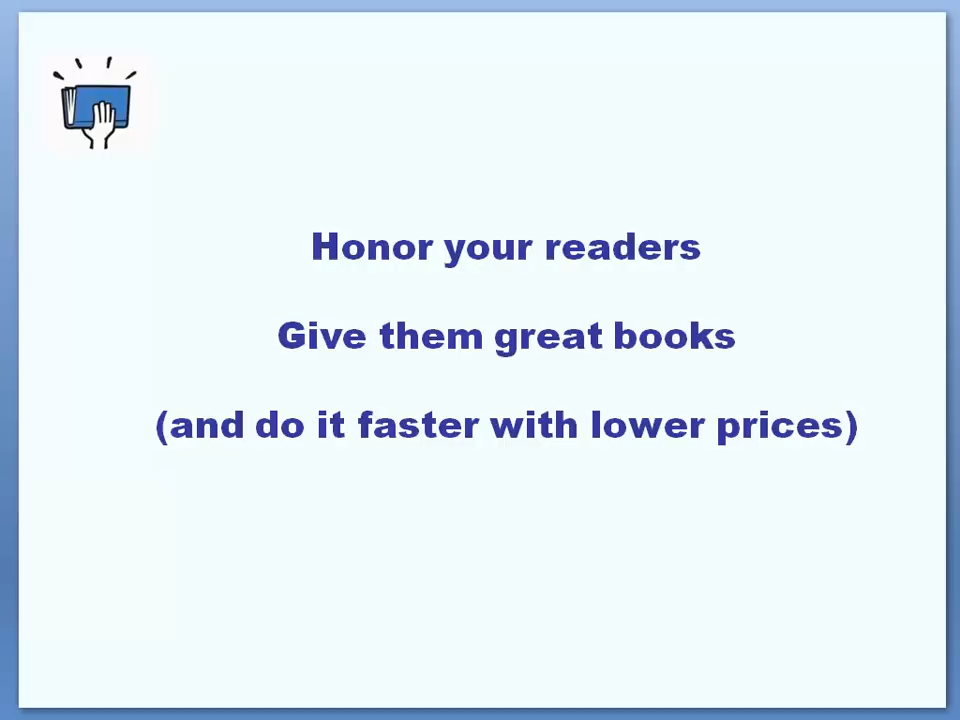 Honor your readers
Give them great books
(and do it faster with lower prices)